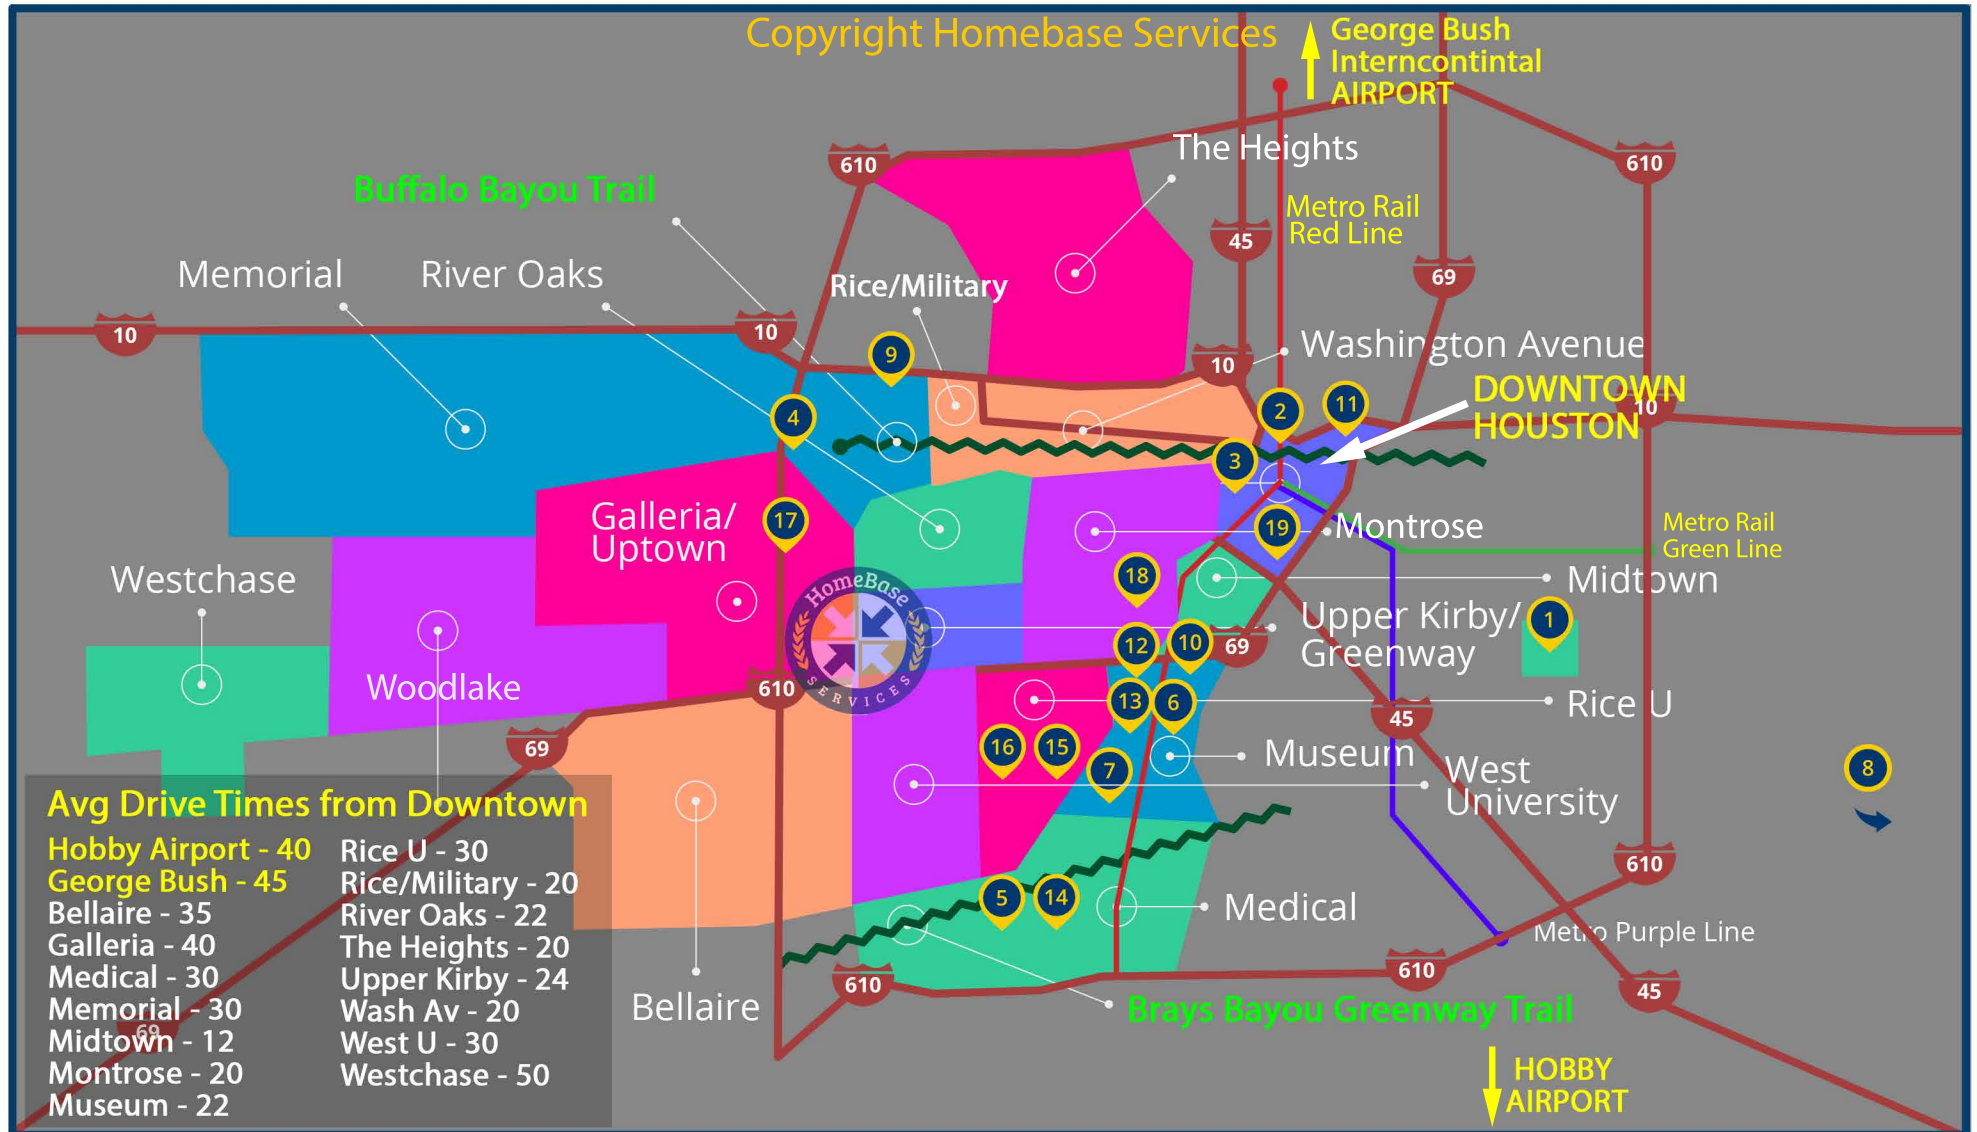 Copyright Homebase Services
George Bush
Interncontintal
AIRPORT
The Heights
610
610
Buffalo Bayou Trail
Metro Rail
Red Line
45
69
Memorial
River Oaks
Rice/Military
10
10
10
Washington Avenue
9
4
2
11
DOWNTOWN
HOUSTON
10
3
17
Galleria/
Uptown
19
Montrose
Metro Rail
Green Line
Westchase
18
Midtown
HomeBase
SERVICES
Upper Kirby/
Greenway
1
12
10
69
Woodlake
610
13
6
Rice U
45
69
16
15
7
Museum
West
University
8
Avg Drive Times from Downtown
Hobby Airport - 40
George Bush - 45
Bellaire - 35
Galleria - 40
Medical - 30
Memorial - 30
Midtown - 12
Montrose - 20
Museum - 22
Rice U - 30
Rice/Military - 20
River Oaks - 22
The Heights - 20
Upper Kirby - 24
Wash Av - 20
West U - 30
Westchase - 50
69
610
5
14
Medical
Metro Purple Line
610
610
45
Bellaire
Brays Bayou Greenway Trail
HOBBY
AIRPORT